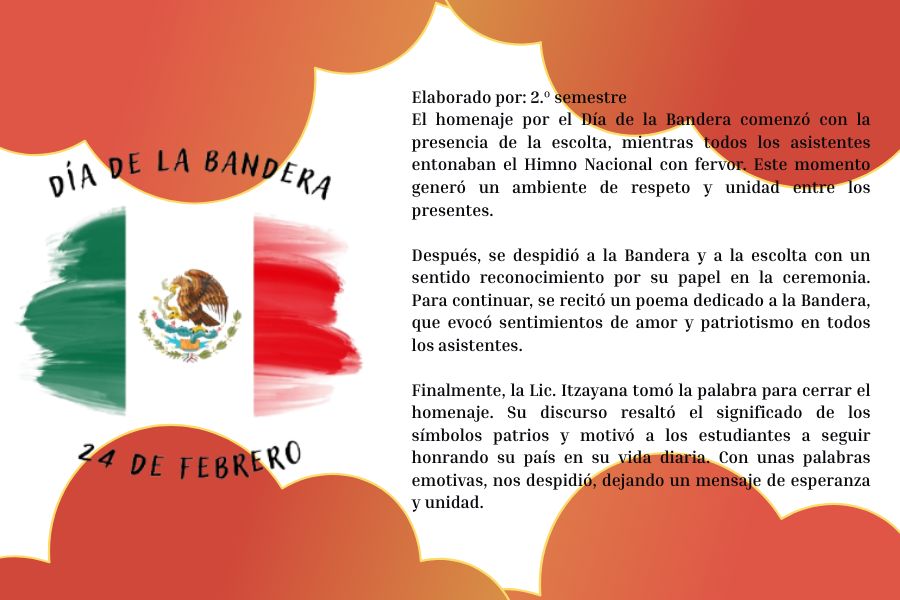 DÍA DE LA BANDERA
24 DE FEBRERO
Elaborado por: 2.º semestre
El homenaje por el Día de la Bandera comenzó con la
presencia de la escolta, mientras todos los asistentes
entonaban el Himno Nacional con fervor. Este momento
generó un ambiente de respeto y unidad entre los
presentes.
Después, se despidió a la Bandera y a la escolta con un
sentido reconocimiento por su papel en la ceremonia.
Para continuar, se recitó un poema dedicado a la Bandera,
que evocó sentimientos de amor y patriotismo en todos
los asistentes.
Finalmente, la Lic. Itzayana tomó la palabra para cerrar el
homenaje. Su discurso resaltó el significado de los
símbolos patrios y motivó a los estudiantes a seguir
honrando su país en su vida diaria. Con unas palabras
emotivas, nos despidió, dejando un mensaje de esperanza
y unidad.